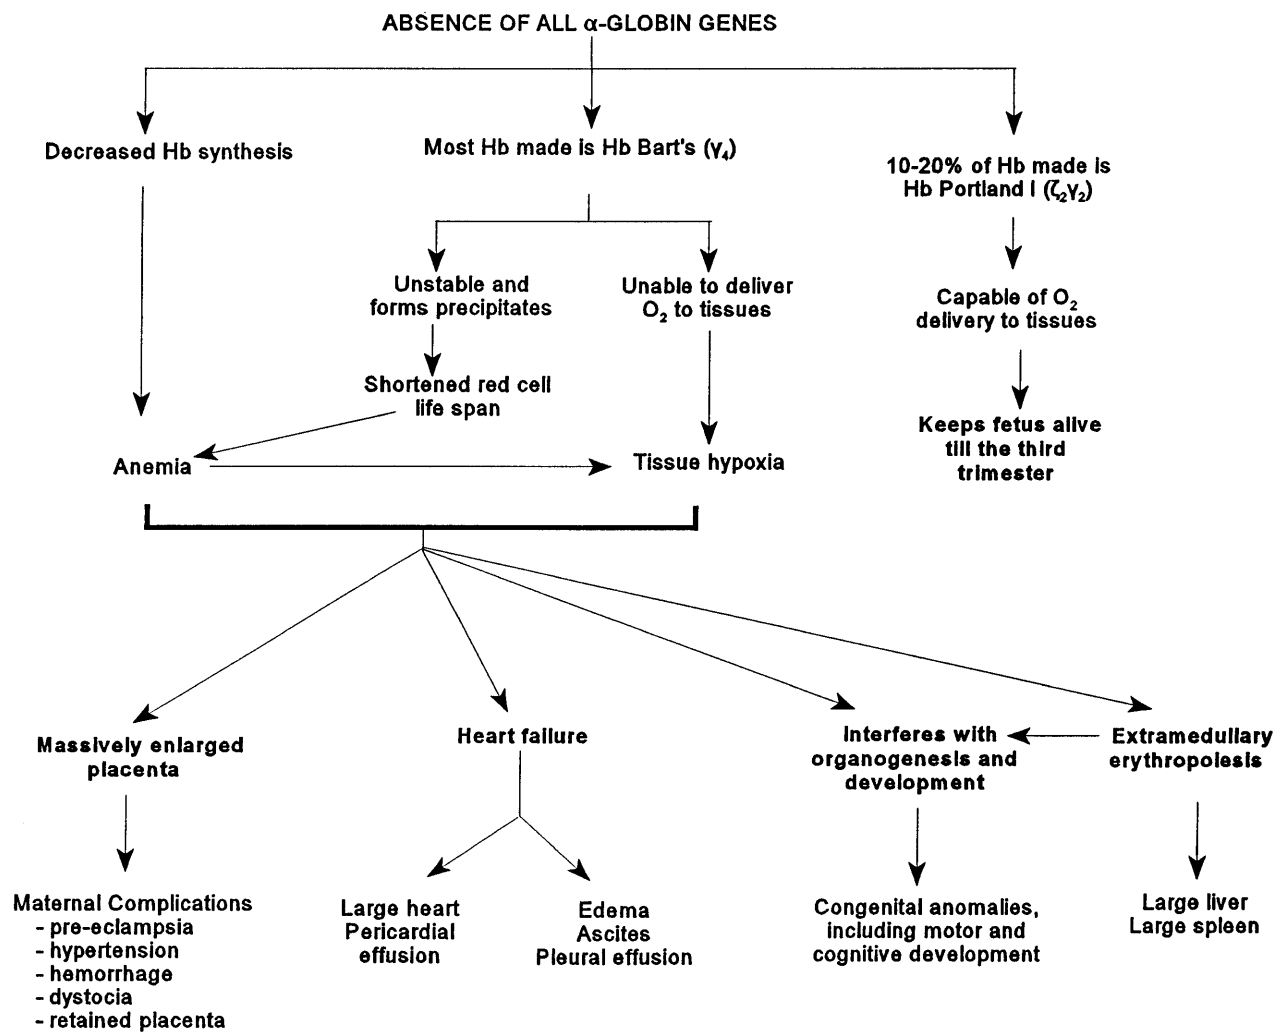 ABSENCE OF ALL α-GLOBIN GENES
Decreased Hb synthesis
Most Hb made is Hb Bart's (γ₄)
10-20% of Hb made is
Hb Portland I (ζ₂γ₂)
Unstable and
forms precipitates
Unable to deliver
O₂ to tissues
Capable of O₂
delivery to tissues
Shortened red cell
life span
Keeps fetus alive
till the third
trimester
Anemia
Tissue hypoxia
Massively enlarged
placenta
Heart failure
Interferes with
organogenesis and
development
Extramedullary
erythropoiesis
Maternal Complications
- pre-eclampsia
- hypertension
- hemorrhage
- dystocia
- retained placenta
Large heart
Pericardial
effusion
Edema
Ascites
Pleural effusion
Congenital anomalies,
including motor and
cognitive development
Large liver
Large spleen